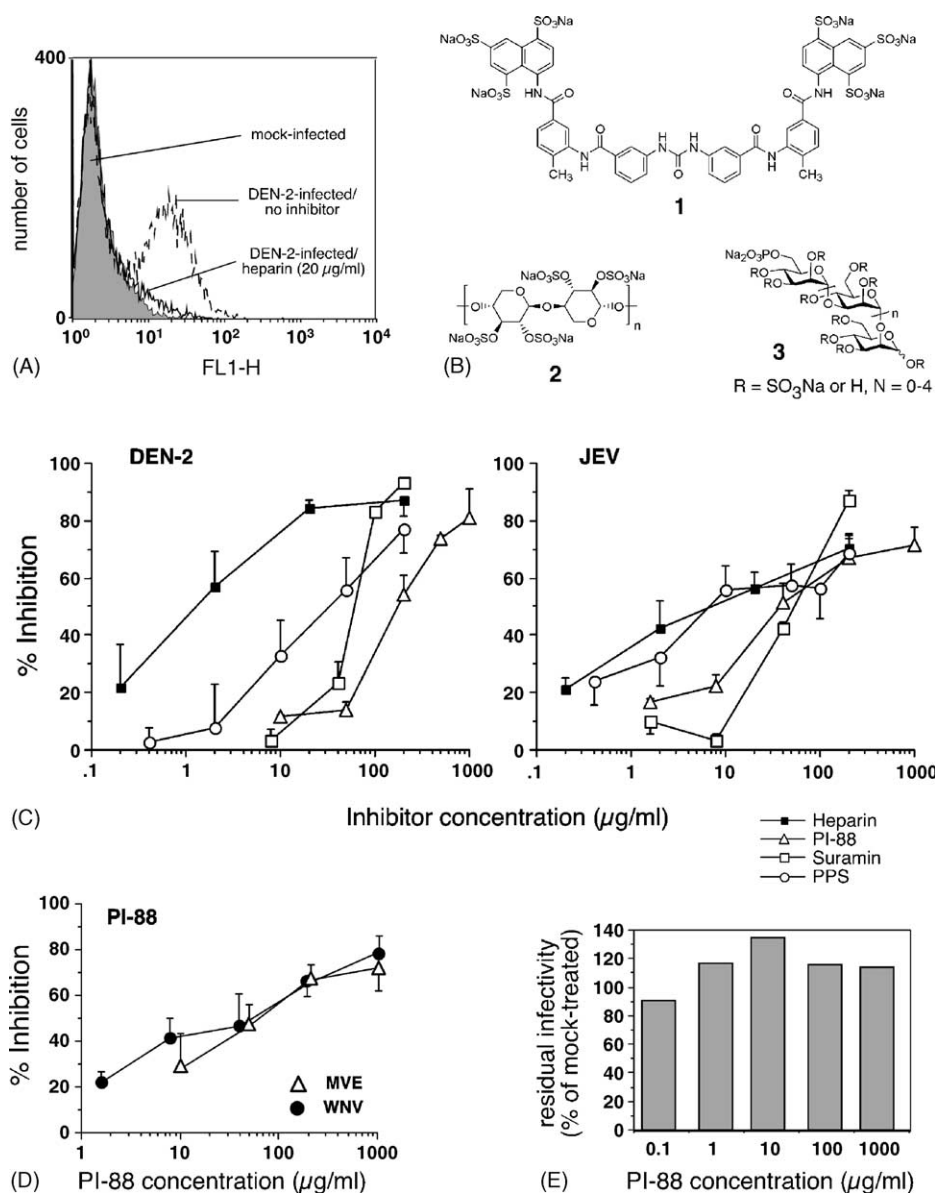 400
number of cells
0
mock-infected
DEN-2-infected/
no inhibitor
DEN-2-infected/
heparin (20 µg/ml)
10⁰ 10¹ 10² 10³ 10⁴
FL1-H
(A)
SO₃Na
NaO₃S
NaO₃S
HN
O
O
N
H
CH₃
N
H
O
N
H
O
N
H
CH₃
O
NH
SO₃Na
SO₃Na
SO₃Na
1
NaO₃SO
OSO₃Na
O
O
O
O
O
n
NaO₃SO
OSO₃Na
2
Na₂O₃PO
OR
RO
RO
O
OR
O
RO
OR
O
O
n
RO
O
RO
RO
OR
O
OR
3
R = SO₃Na or H, N = 0-4
(B)
DEN-2
100
80
60
40
20
0
% Inhibition
.1 1 10 100 1000
JEV
100
80
60
40
20
0
.1 1 10 100 1000
(C)
Inhibitor concentration (µg/ml)
Heparin
PI-88
Suramin
PPS
PI-88
100
80
60
40
20
0
% Inhibition
MVE
WNV
1 10 100 1000
(D)
PI-88 concentration (µg/ml)
residual infectivity
(% of mock-treated)
140
120
100
80
60
40
20
0
0.1 1 10 100 1000
(E)
PI-88 concentration (µg/ml)